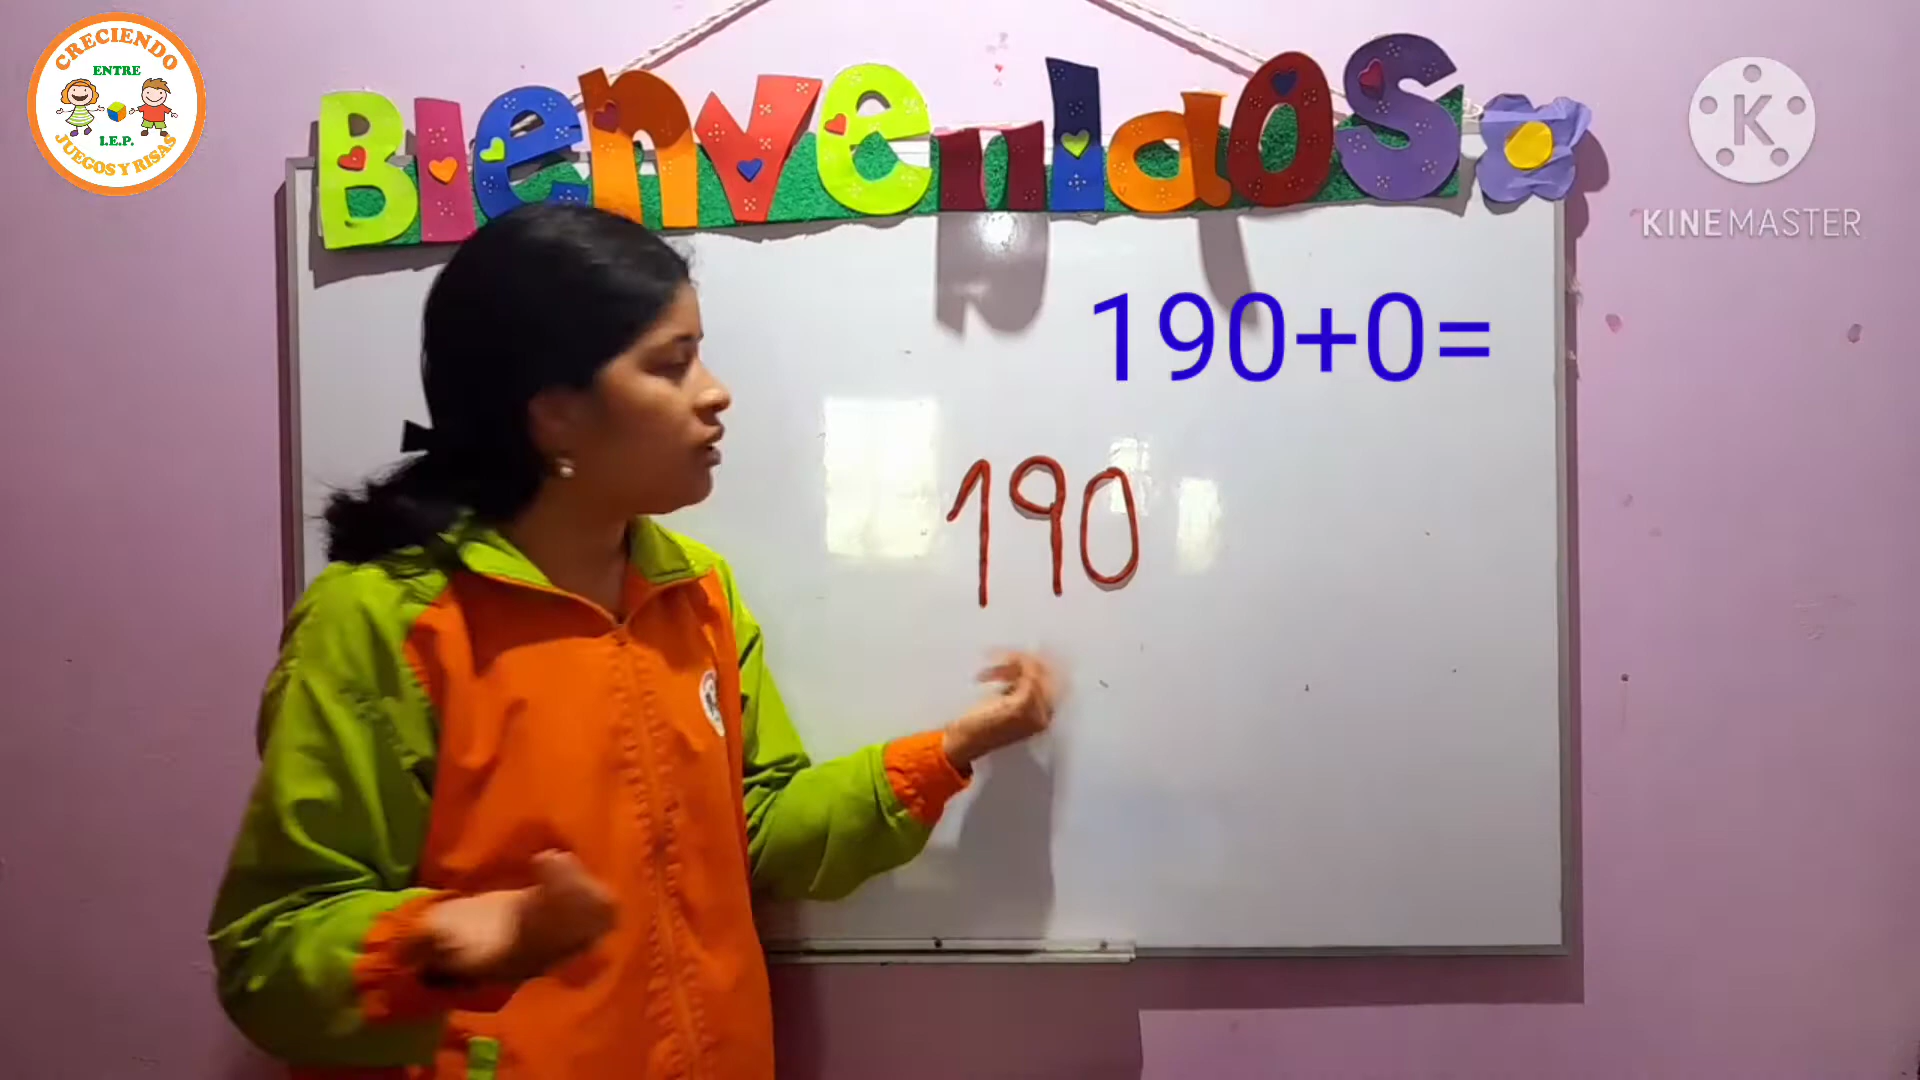 CRECIENDO
ENTRE
I.E.P.
JUEGOS Y RISAS
BIenvenIdos
K
KINEMASTER
190+0=
190